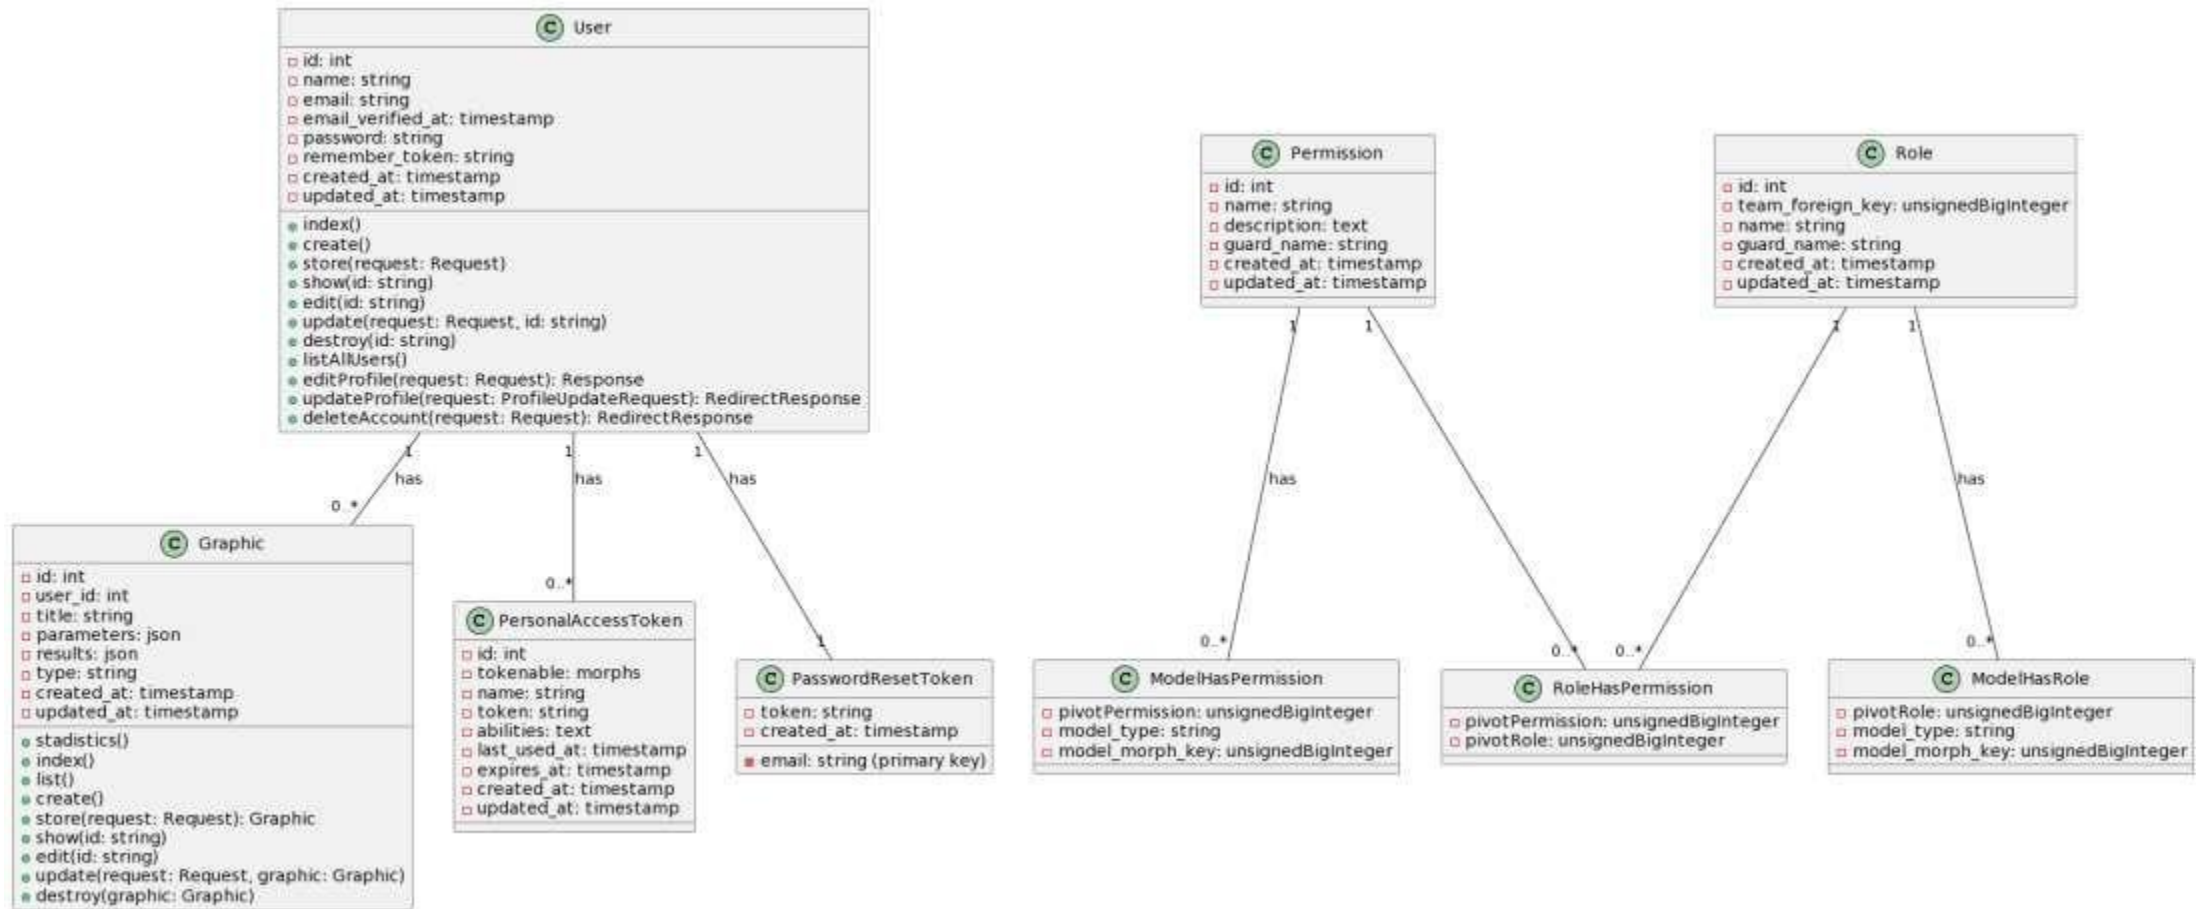 C User
id: int
name: string
email: string
email_verified_at: timestamp
password: string
remember_token: string
created_at: timestamp
updated_at: timestamp
index()
create()
store(request: Request)
show(id: string)
edit(id: string)
update(request: Request, id: string)
destroy(id: string)
listAllUsers()
editProfile(request: Request): Response
updateProfile(request: ProfileUpdateRequest): RedirectResponse
deleteAccount(request: Request): RedirectResponse
C Permission
id: int
name: string
description: text
guard_name: string
created_at: timestamp
updated_at: timestamp
C Role
id: int
team_foreign_key: unsignedBigInteger
name: string
guard_name: string
created_at: timestamp
updated_at: timestamp
1 1 1
1 1 1 1
has has has
has has
0..* 0..* 1
0..* 0..* 0..* 0..*
C Graphic
id: int
user_id: int
title: string
parameters: json
results: json
type: string
created_at: timestamp
updated_at: timestamp
stadistics()
index()
list()
create()
store(request: Request): Graphic
show(id: string)
edit(id: string)
update(request: Request, graphic: Graphic)
destroy(graphic: Graphic)
C PersonalAccessToken
id: int
tokenable: morphs
name: string
token: string
abilities: text
last_used_at: timestamp
expires_at: timestamp
created_at: timestamp
updated_at: timestamp
C PasswordResetToken
token: string
created_at: timestamp
email: string (primary key)
C ModelHasPermission
pivotPermission: unsignedBigInteger
model_type: string
model_morph_key: unsignedBigInteger
C RoleHasPermission
pivotPermission: unsignedBigInteger
pivotRole: unsignedBigInteger
C ModelHasRole
pivotRole: unsignedBigInteger
model_type: string
model_morph_key: unsignedBigInteger